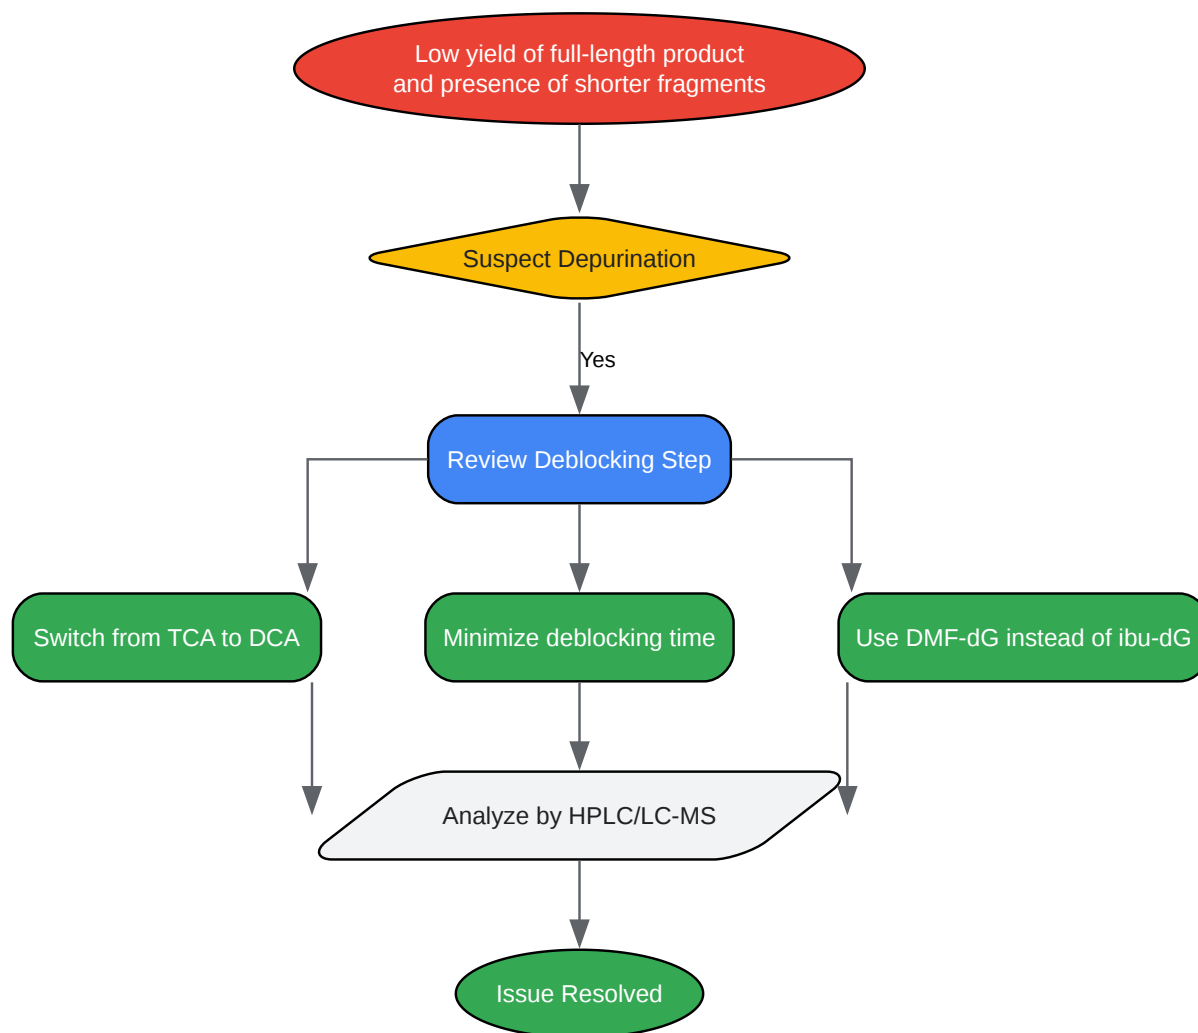 Low yield of full-length product
and presence of shorter fragments
Suspect Depurination
Yes
Review Deblocking Step
Switch from TCA to DCA
Minimize deblocking time
Use DMF-dG instead of ibu-dG
Analyze by HPLC/LC-MS
Issue Resolved